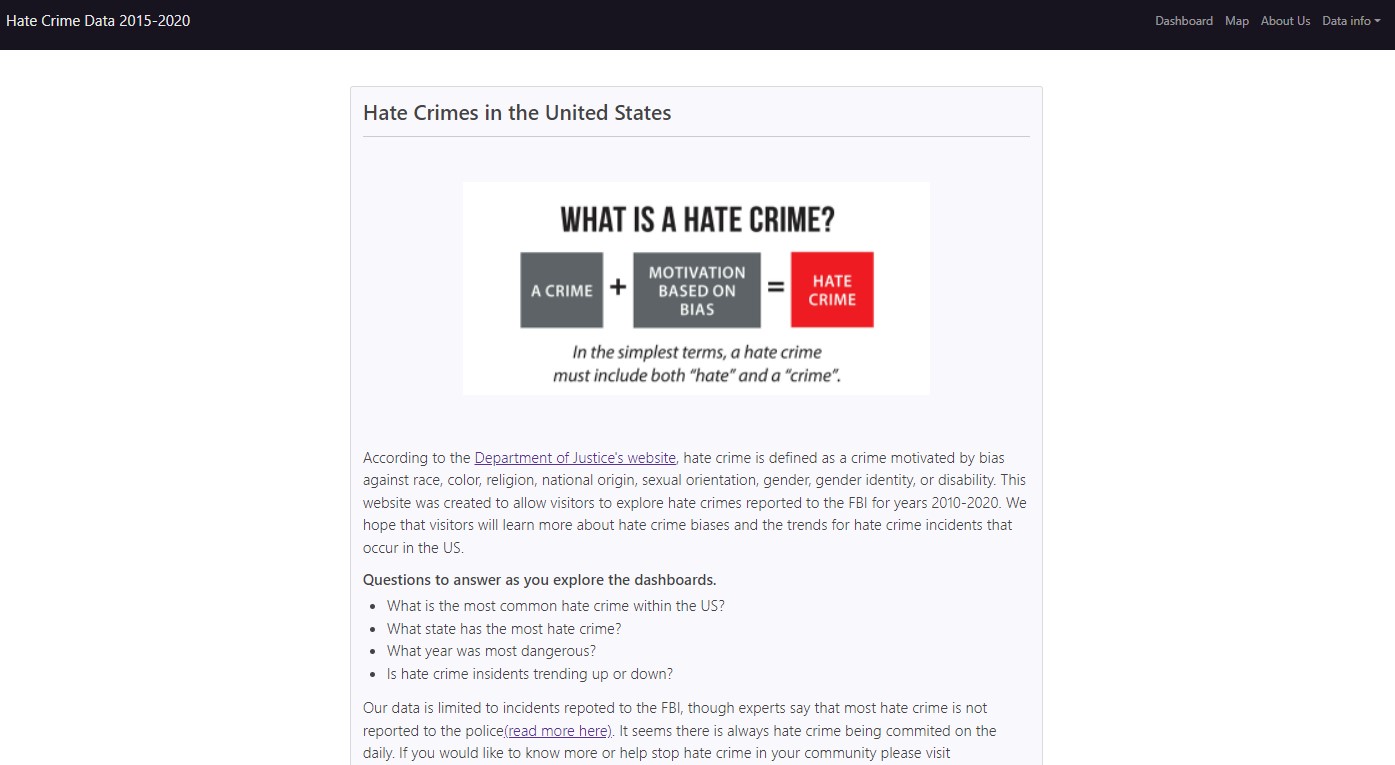 Hate Crime Data 2015-2020
Dashboard Map About Us Data info
Hate Crimes in the United States
WHAT IS A HATE CRIME?
A CRIME + MOTIVATION BASED ON BIAS = HATE CRIME
In the simplest terms, a hate crime
must include both “hate” and a “crime”.
According to the Department of Justice's website, hate crime is defined as a crime motivated by bias
against race, color, religion, national origin, sexual orientation, gender, gender identity, or disability. This
website was created to allow visitors to explore hate crimes reported to the FBI for years 2010-2020. We
hope that visitors will learn more about hate crime biases and the trends for hate crime incidents that
occur in the US.
Questions to answer as you explore the dashboards.
• What is the most common hate crime within the US?
• What state has the most hate crime?
• What year was most dangerous?
• Is hate crime insidents trending up or down?
Our data is limited to incidents repoted to the FBI, though experts say that most hate crime is not
reported to the police(read more here). It seems there is always hate crime being commited on the
daily. If you would like to know more or help stop hate crime in your community please visit